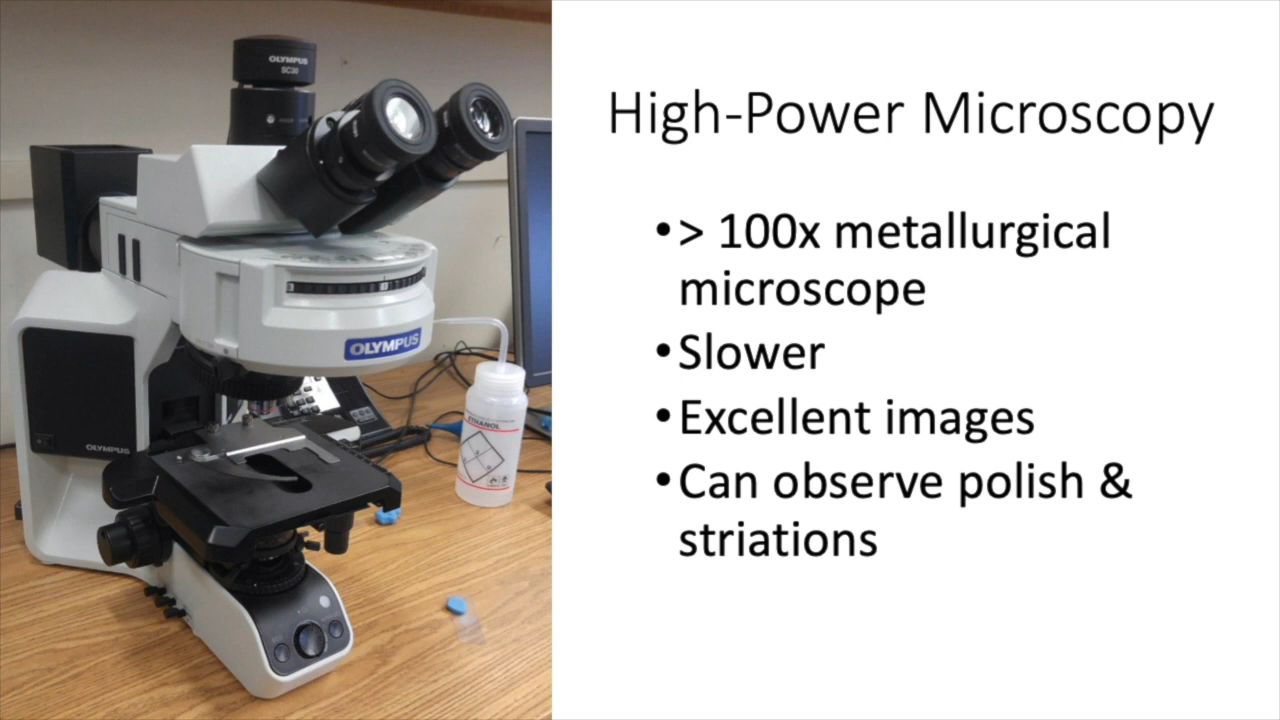 OLYMPUS
SC30
OLYMPUS
OLYMPUS
ETHANOL
High-Power Microscopy
• > 100x metallurgical
microscope
• Slower
• Excellent images
• Can observe polish &
striations